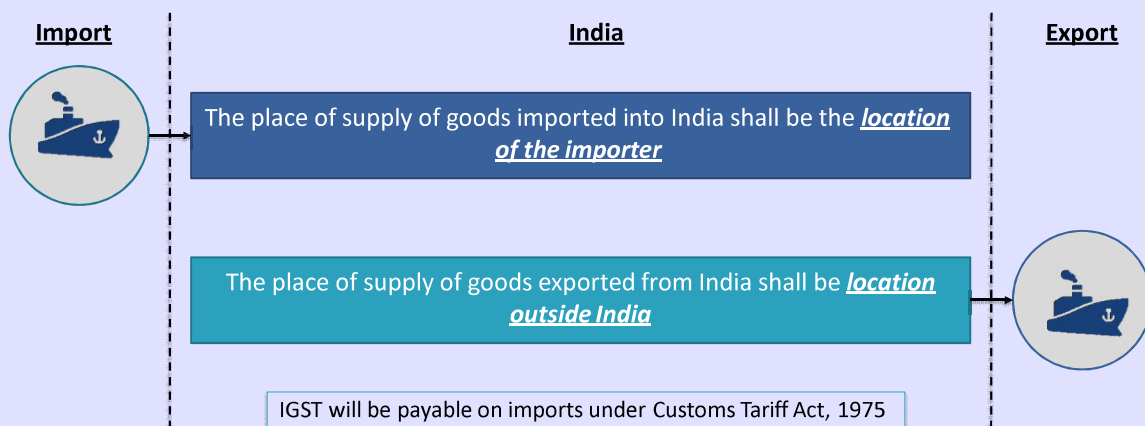 Import
India
Export
The place of supply of goods imported into India shall be the location
of the importer
The place of supply of goods exported from India shall be location
outside India
IGST will be payable on imports under Customs Tariff Act, 1975